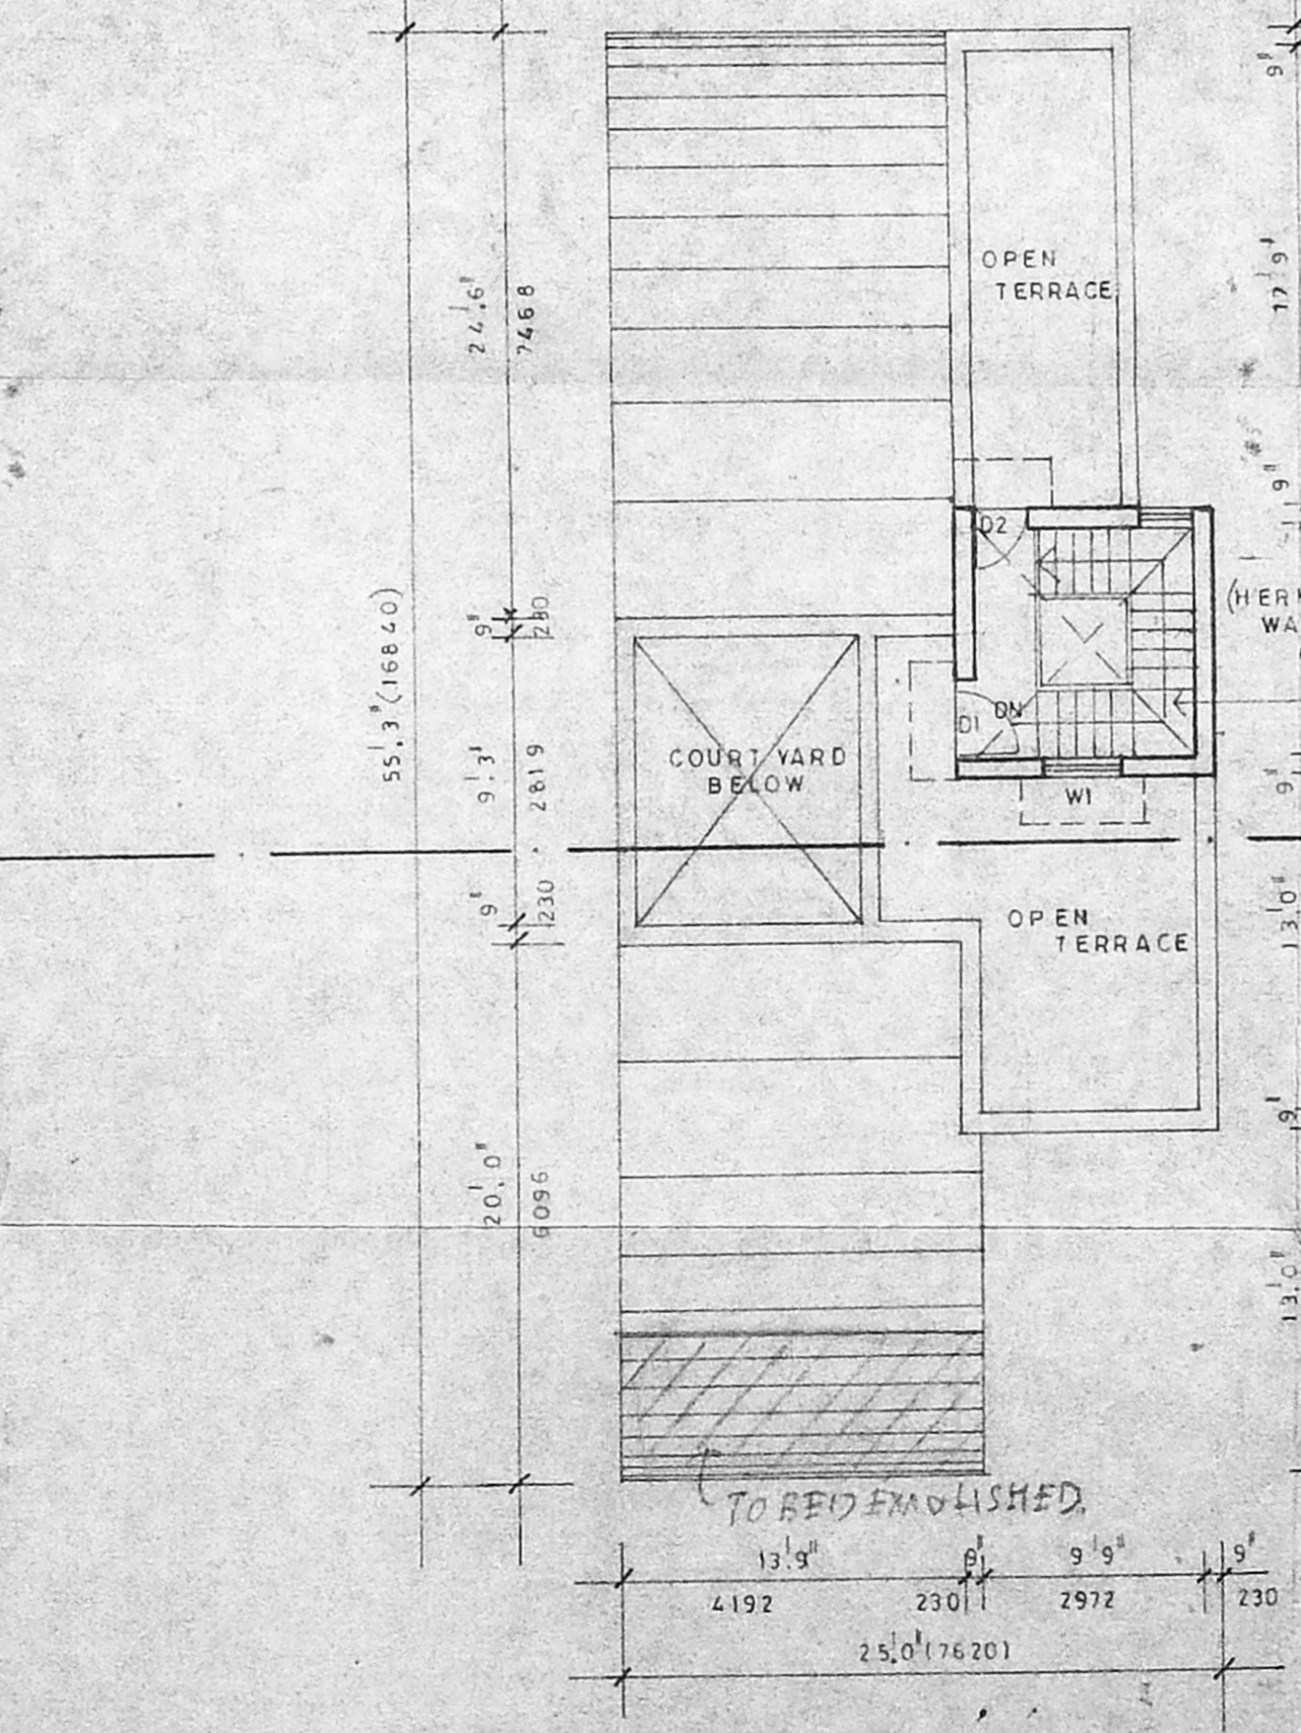 9"
OPEN
TERRACE
24'.6"
7468
17'.9'
9"
D2
55'.3"(16840)
9"
230
(HER
WA
D1
DN
COURT YARD
BELOW
9'.3'
2819
9"
W1
9"
230
OPEN
TERRACE
13'.0"
9'
20'.0"
6096
13'.0"
TO BE DEMOLISHED.
13'.9" 9" 9'9" 9"
4192 230 2972 230
25'.0"(7620)